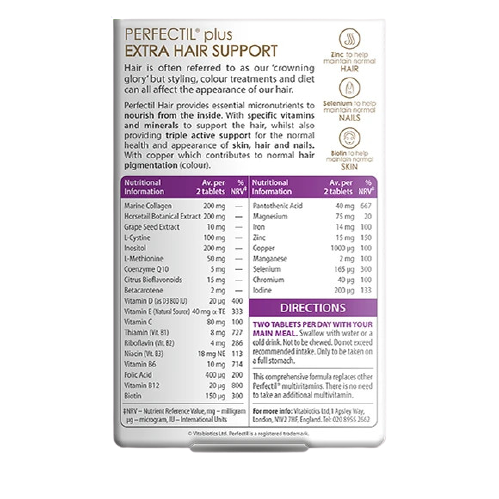 PERFECTIL® plus
EXTRA HAIR SUPPORT
Hair is often referred to as our 'crowning
glory' but styling, colour treatments and diet
can all affect the appearance of our hair.
Perfectil Hair provides essential micronutrients to
nourish from the inside. With specific vitamins
and minerals to support the hair, whilst also
providing triple active support for the normal
health and appearance of skin, hair and nails.
With copper which contributes to normal hair
pigmentation (colour).
Zinc to help
maintain normal
HAIR
Selenium to help
maintain normal
NAILS
Biotin to help
maintain normal
SKIN
Nutritional Information Av. per 2 tablets % NRV‡
Marine Collagen 200 mg —
Horsetail Botanical Extract 200 mg —
Grape Seed Extract 10 mg —
L-Cystine 100 mg —
Inositol 200 mg —
L-Methionine 50 mg —
Coenzyme Q10 5 mg —
Citrus Bioflavonoids 15 mg —
Betacarotene 2 mg —
Vitamin D (as D3 800 IU) 20 µg 400
Vitamin E (Natural Source) 40 mg α TE 333
Vitamin C 80 mg 100
Thiamin (Vit. B1) 8 mg 727
Riboflavin (Vit. B2) 4 mg 286
Niacin (Vit. B3) 18 mg NE 113
Vitamin B6 10 mg 714
Folic Acid 400 µg 200
Vitamin B12 20 µg 800
Biotin 150 µg 300
Nutritional Information Av. per 2 tablets % NRV‡
Pantothenic Acid 40 mg 667
Magnesium 75 mg 20
Iron 14 mg 100
Zinc 15 mg 150
Copper 1000 µg 100
Manganese 2 mg 100
Selenium 165 µg 300
Chromium 40 µg 100
Iodine 200 µg 133
DIRECTIONS
TWO TABLETS PER DAY WITH YOUR
MAIN MEAL. Swallow with water or a
cold drink. Not to be chewed. Do not exceed
recommended intake. Only to be taken on
a full stomach.
This comprehensive formula replaces other
Perfectil® multivitamins. There is no need
to take an additional multivitamin.
‡NRV – Nutrient Reference Value, mg – milligram
µg – microgram, IU – International Units
For more info: Vitabiotics Ltd. 1 Apsley Way,
London, NW2 7HF, England. Tel: 020 8955 2662
© Vitabiotics Ltd. Perfectil is a registered trademark.